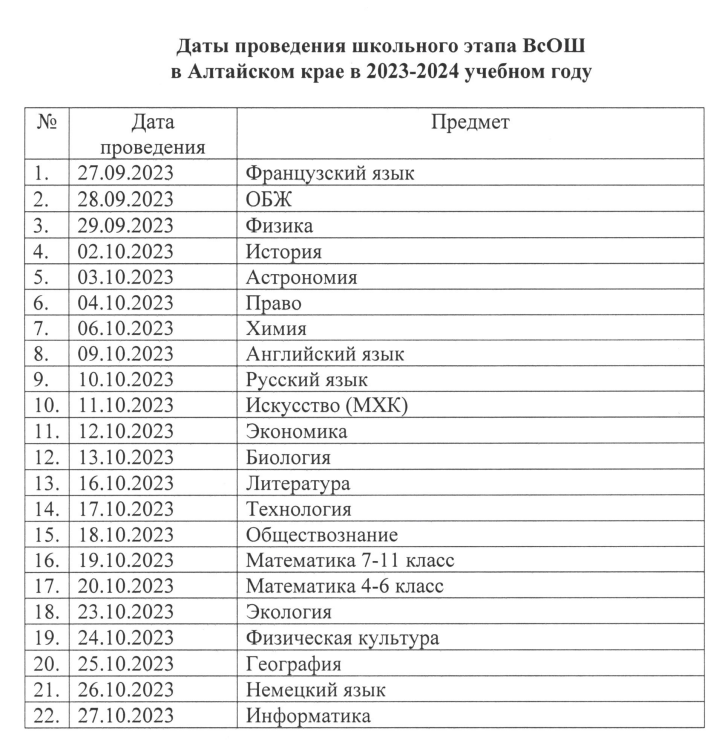 Даты проведения школьного этапа ВсОШ
в Алтайском крае в 2023-2024 учебном году
№ Дата проведения Предмет
1. 27.09.2023 Французский язык
2. 28.09.2023 ОБЖ
3. 29.09.2023 Физика
4. 02.10.2023 История
5. 03.10.2023 Астрономия
6. 04.10.2023 Право
7. 06.10.2023 Химия
8. 09.10.2023 Английский язык
9. 10.10.2023 Русский язык
10. 11.10.2023 Искусство (МХК)
11. 12.10.2023 Экономика
12. 13.10.2023 Биология
13. 16.10.2023 Литература
14. 17.10.2023 Технология
15. 18.10.2023 Обществознание
16. 19.10.2023 Математика 7-11 класс
17. 20.10.2023 Математика 4-6 класс
18. 23.10.2023 Экология
19. 24.10.2023 Физическая культура
20. 25.10.2023 География
21. 26.10.2023 Немецкий язык
22. 27.10.2023 Информатика